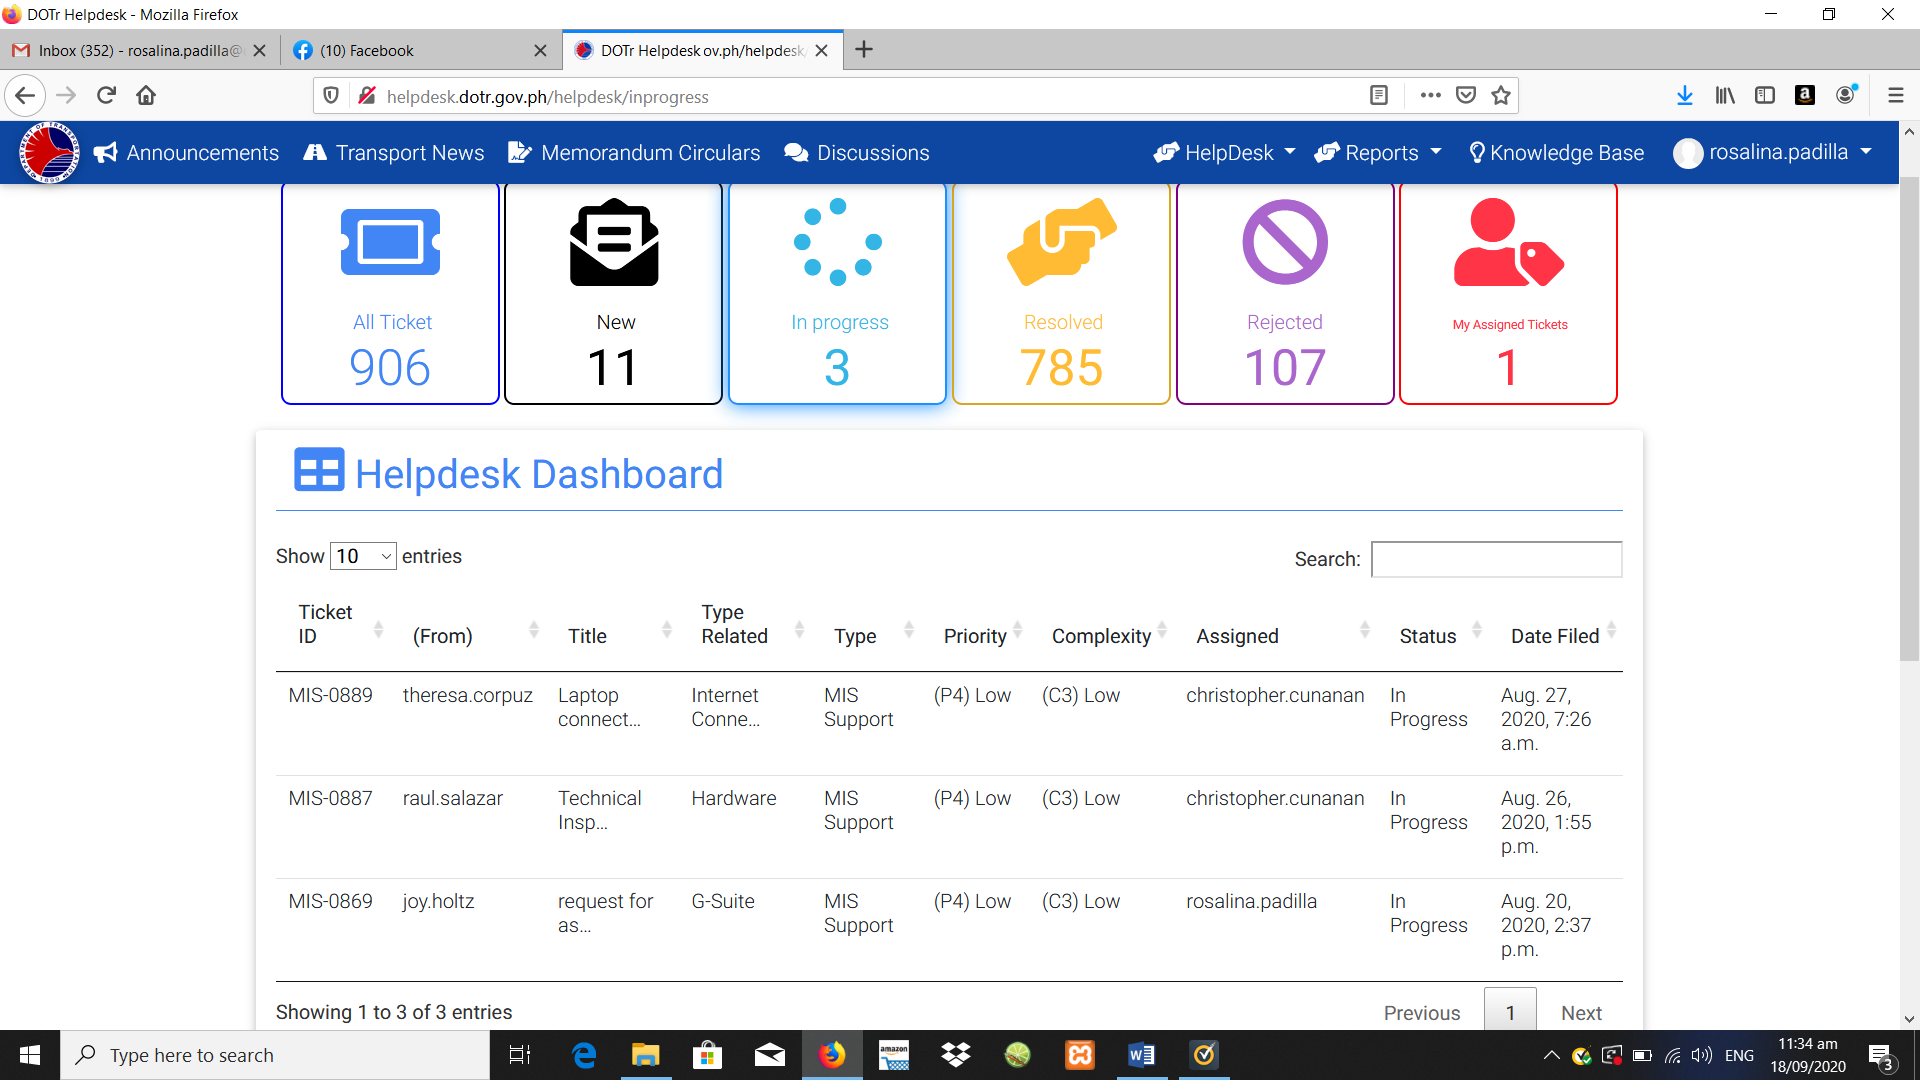 DOTr Helpdesk - Mozilla Firefox
Inbox (352) - rosalina.padilla@
(10) Facebook
DOTr Helpdesk ov.ph/helpdesk/
helpdesk.dotr.gov.ph/helpdesk/inprogress
Announcements Transport News Memorandum Circulars Discussions HelpDesk Reports Knowledge Base rosalina.padilla
All Ticket
906
New
11
In progress
3
Resolved
785
Rejected
107
My Assigned Tickets
1
Helpdesk Dashboard
Show 10 entries
Search:
Ticket ID (From) Title Type Related Type Priority Complexity Assigned Status Date Filed
MIS-0889 theresa.corpuz Laptop connect... Internet Conne... MIS Support (P4) Low (C3) Low christopher.cunanan In Progress Aug. 27, 2020, 7:26 a.m.
MIS-0887 raul.salazar Technical Insp... Hardware MIS Support (P4) Low (C3) Low christopher.cunanan In Progress Aug. 26, 2020, 1:55 p.m.
MIS-0869 joy.holtz request for as... G-Suite MIS Support (P4) Low (C3) Low rosalina.padilla In Progress Aug. 20, 2020, 2:37 p.m.
Showing 1 to 3 of 3 entries
Previous 1 Next
Type here to search
amazon
ENG
11:34 am
18/09/2020
3